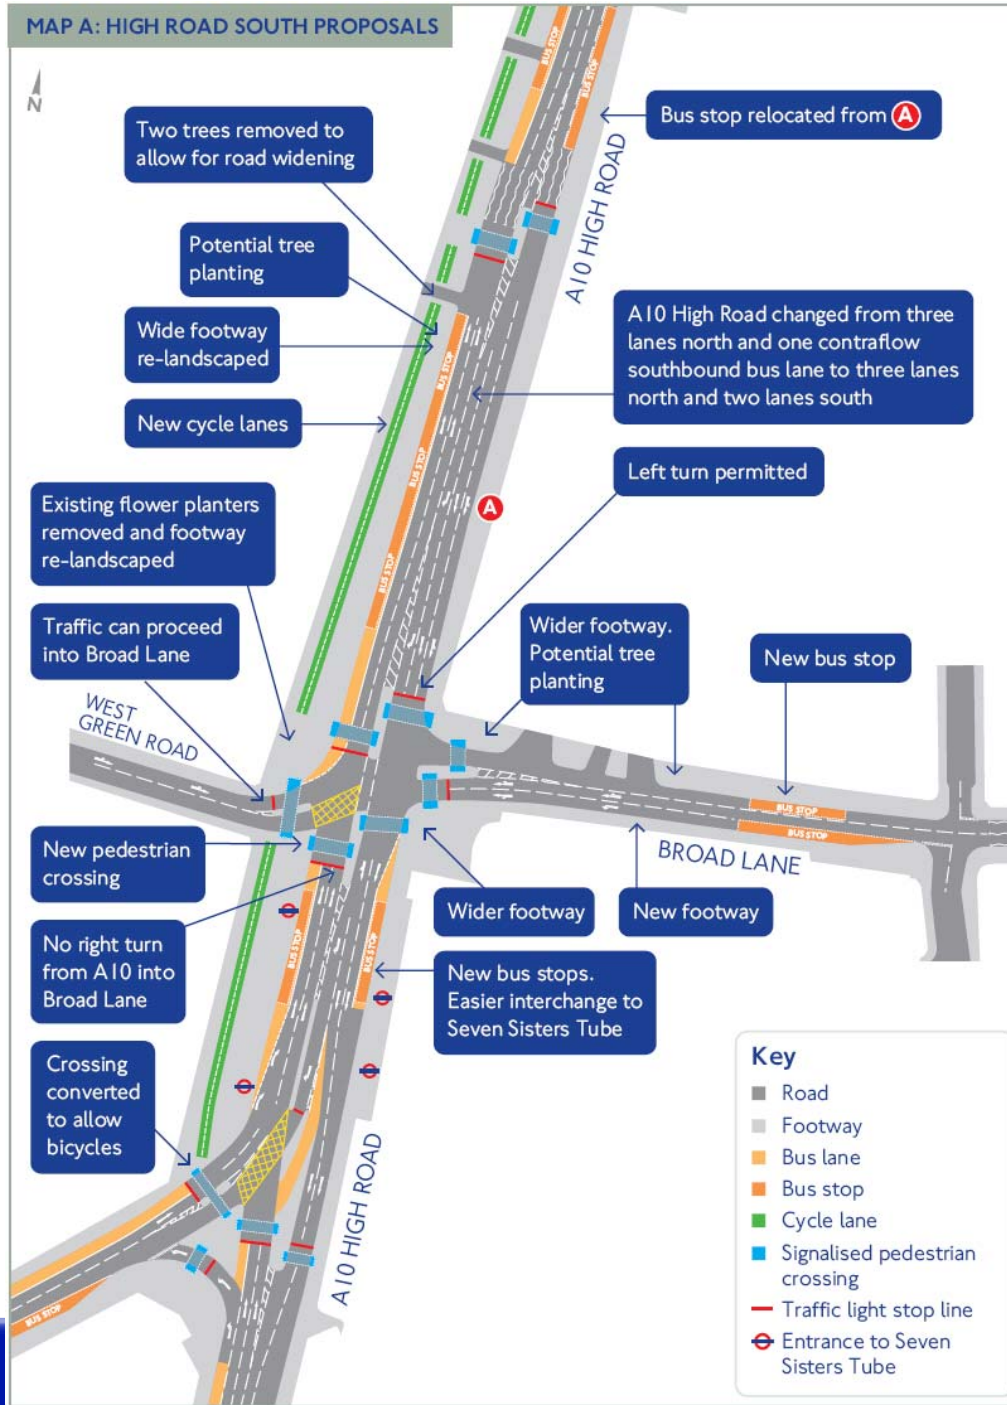 MAP A: HIGH ROAD SOUTH PROPOSALS
N
BUS STOP
BUS STOP
Two trees removed to
allow for road widening
Bus stop relocated from A
A10 HIGH ROAD
Potential tree
planting
Wide footway
re-landscaped
New cycle lanes
BUS STOP
BUS STOP
BUS STOP
A10 High Road changed from three
lanes north and one contraflow
southbound bus lane to three lanes
north and two lanes south
Left turn permitted
A
Existing flower planters
removed and footway
re-landscaped
Traffic can proceed
into Broad Lane
Wider footway.
Potential tree
planting
New bus stop
WEST
GREEN ROAD
BUS STOP
BUS STOP
BROAD LANE
New pedestrian
crossing
Wider footway
New footway
No right turn
from A10 into
Broad Lane
BUS STOP
BUS STOP
New bus stops.
Easier interchange to
Seven Sisters Tube
Crossing
converted
to allow
bicycles
A10 HIGH ROAD
BUS STOP
Key
Road
Footway
Bus lane
Bus stop
Cycle lane
Signalised pedestrian
crossing
Traffic light stop line
Entrance to Seven
Sisters Tube